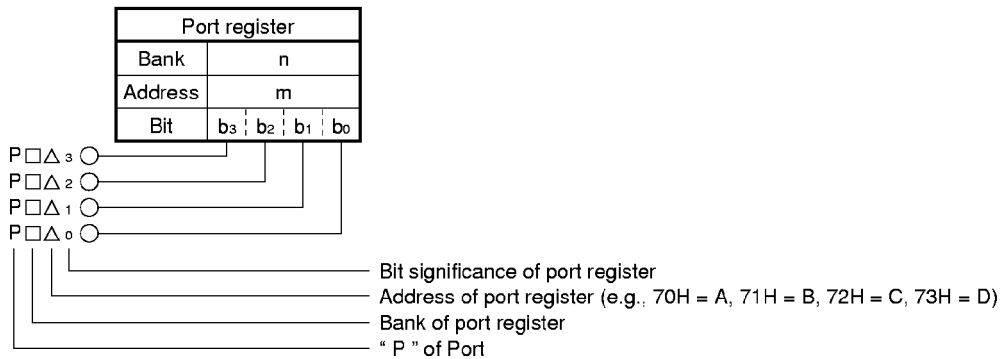 Port register
Bank n
Address m
Bit b3 b2 b1 b0
P□△3
P□△2
P□△1
P□△0
Bit significance of port register
Address of port register (e.g., 70H = A, 71H = B, 72H = C, 73H = D)
Bank of port register
“ P ” of Port